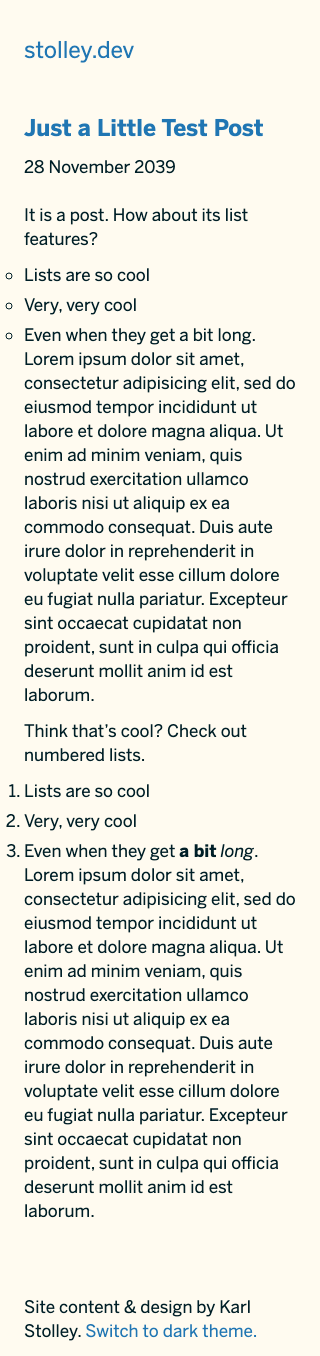 stolley.dev
Just a Little Test Post
28 November 2039
It is a post. How about its list
features?
Lists are so cool
Very, very cool
Even when they get a bit long.
Lorem ipsum dolor sit amet,
consectetur adipisicing elit, sed do
eiusmod tempor incididunt ut
labore et dolore magna aliqua. Ut
enim ad minim veniam, quis
nostrud exercitation ullamco
laboris nisi ut aliquip ex ea
commodo consequat. Duis aute
irure dolor in reprehenderit in
voluptate velit esse cillum dolore
eu fugiat nulla pariatur. Excepteur
sint occaecat cupidatat non
proident, sunt in culpa qui officia
deserunt mollit anim id est
laborum.
Think that’s cool? Check out
numbered lists.
1. Lists are so cool
2. Very, very cool
3. Even when they get a bit long.
Lorem ipsum dolor sit amet,
consectetur adipisicing elit, sed do
eiusmod tempor incididunt ut
labore et dolore magna aliqua. Ut
enim ad minim veniam, quis
nostrud exercitation ullamco
laboris nisi ut aliquip ex ea
commodo consequat. Duis aute
irure dolor in reprehenderit in
voluptate velit esse cillum dolore
eu fugiat nulla pariatur. Excepteur
sint occaecat cupidatat non
proident, sunt in culpa qui officia
deserunt mollit anim id est
laborum.
Site content & design by Karl
Stolley. Switch to dark theme.